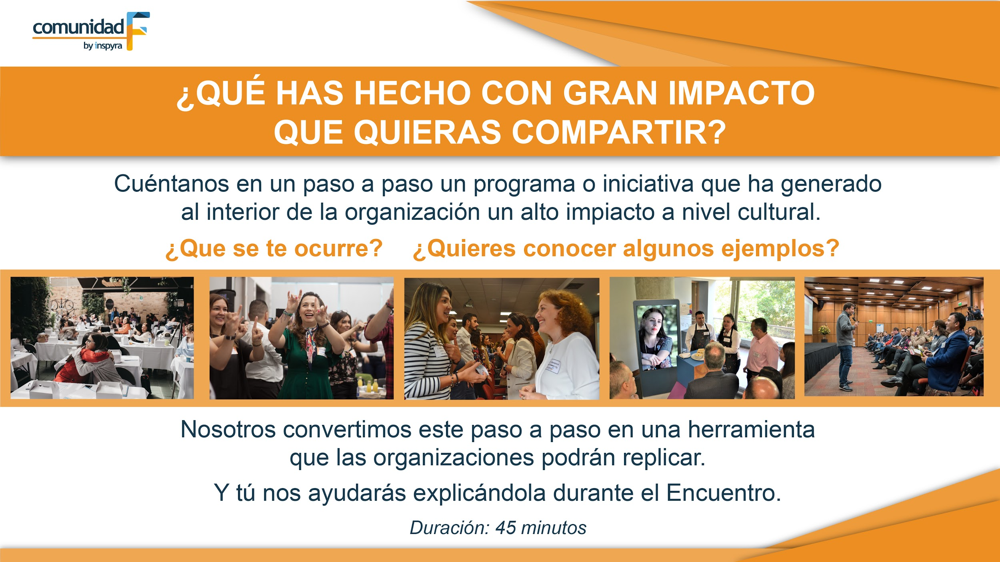 comunidad F
by inspyra
¿QUÉ HAS HECHO CON GRAN IMPACTO
QUE QUIERAS COMPARTIR?
Cuéntanos en un paso a paso un programa o iniciativa que ha generado
al interior de la organización un alto impiacto a nivel cultural.
¿Que se te ocurre? ¿Quieres conocer algunos ejemplos?
Nosotros convertimos este paso a paso en una herramienta
que las organizaciones podrán replicar.
Y tú nos ayudarás explicándola durante el Encuentro.
Duración: 45 minutos